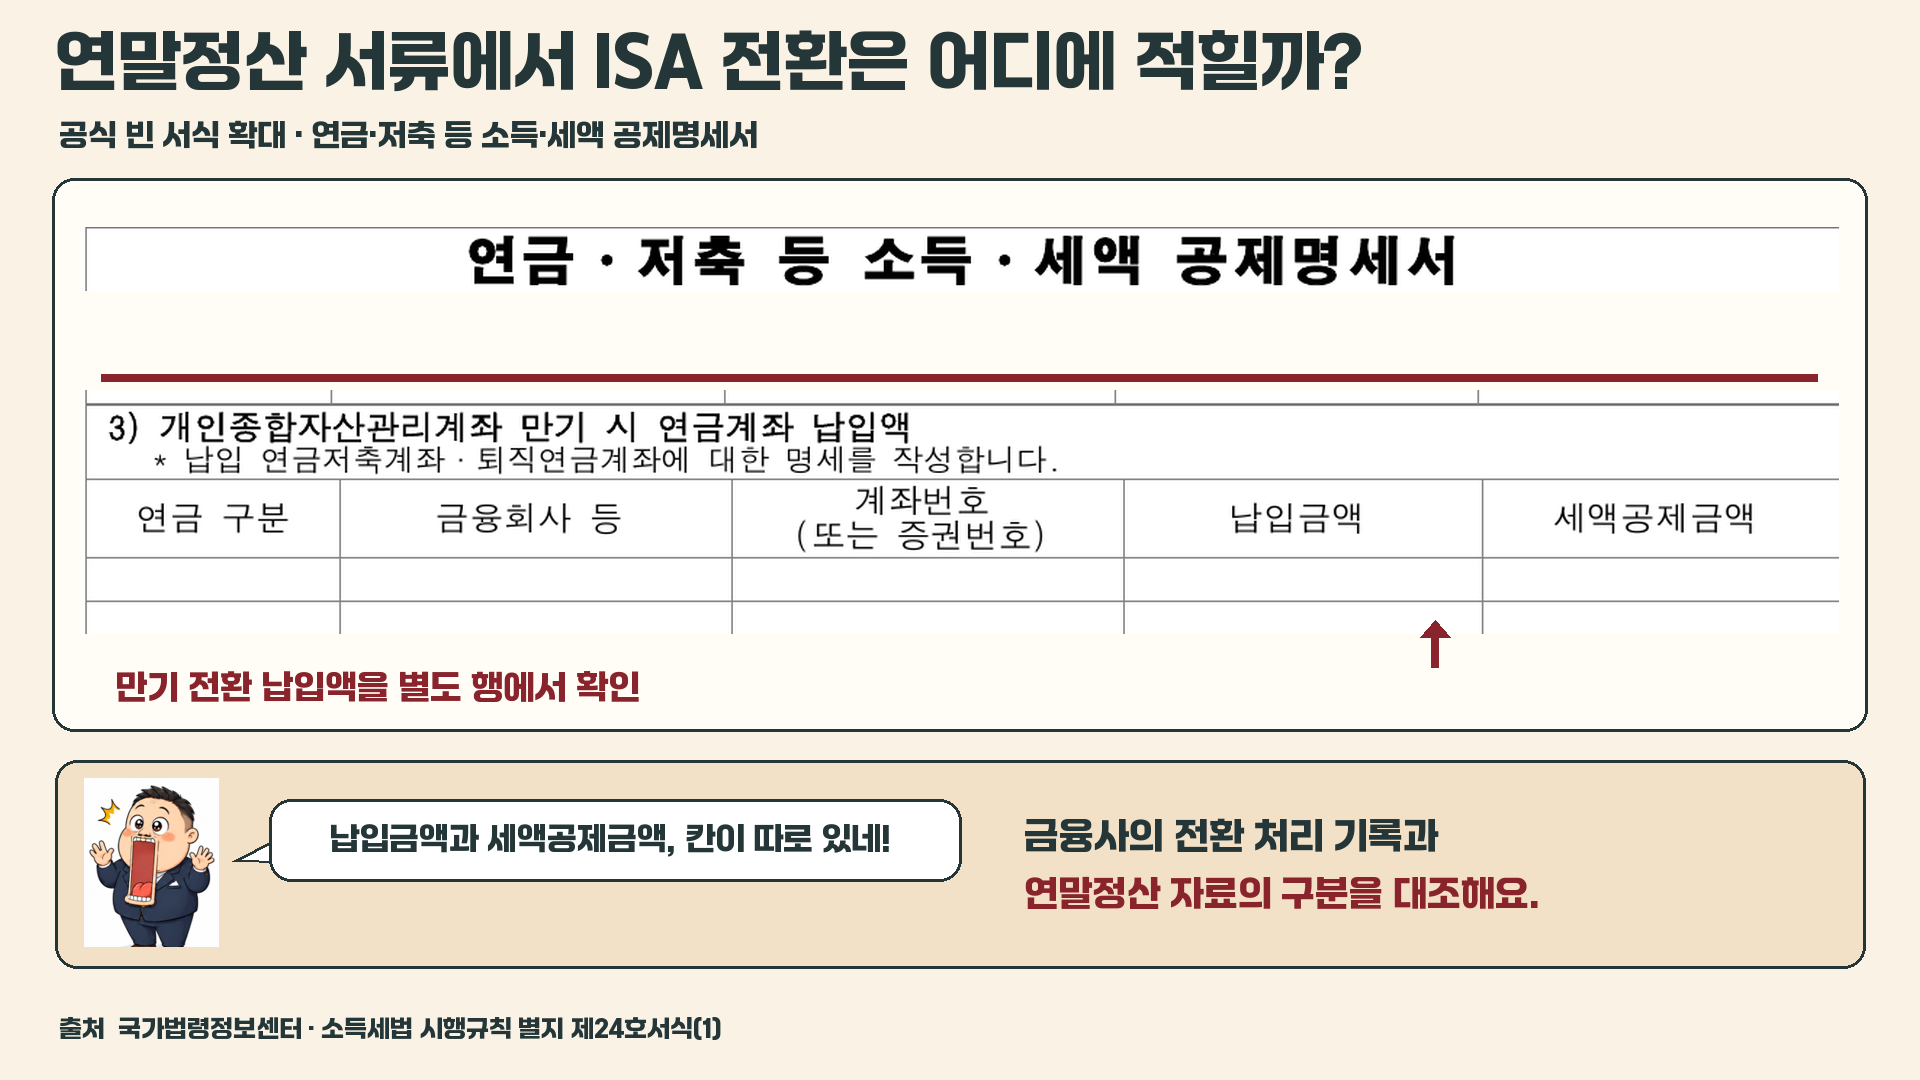 연말정산 서류에서 ISA 전환은 어디에 적힐까?
공식 빈 서식 확대 · 연금·저축 등 소득·세액 공제명세서
연금 · 저축 등 소득 · 세액 공제명세서
3) 개인종합자산관리계좌 만기 시 연금계좌 납입액
* 납입 연금저축계좌 · 퇴직연금계좌에 대한 명세를 작성합니다.
연금 구분
금융회사 등
계좌번호
(또는 증권번호)
납입금액
세액공제금액
만기 전환 납입액을 별도 행에서 확인
납입금액과 세액공제금액, 칸이 따로 있네!
금융사의 전환 처리 기록과
연말정산 자료의 구분을 대조해요.
출처 국가법령정보센터 · 소득세법 시행규칙 별지 제24호서식(1)